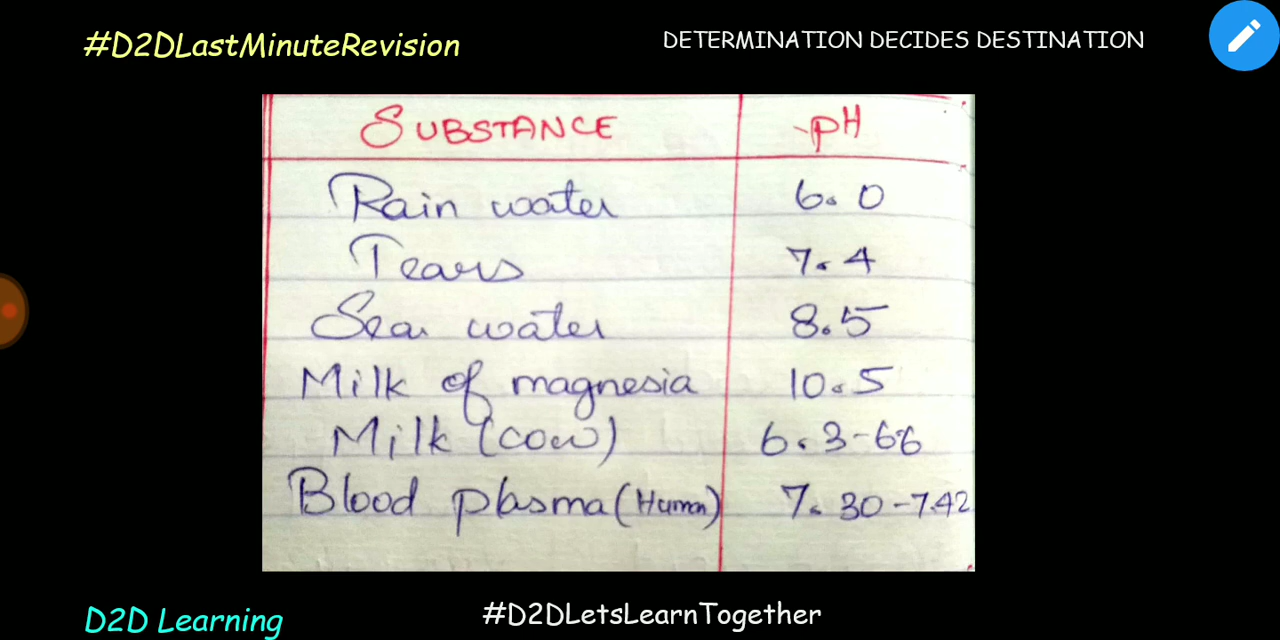 #D2DLastMinuteRevision DETERMINATION DECIDES DESTINATION
SUBSTANCE pH
Rain water 6.0
Tears 7.4
Sea water 8.5
Milk of magnesia 10.5
Milk (cow) 6.3-6.6
Blood plasma (Human) 7.30-7.42
D2D Learning #D2DLetsLearnTogether